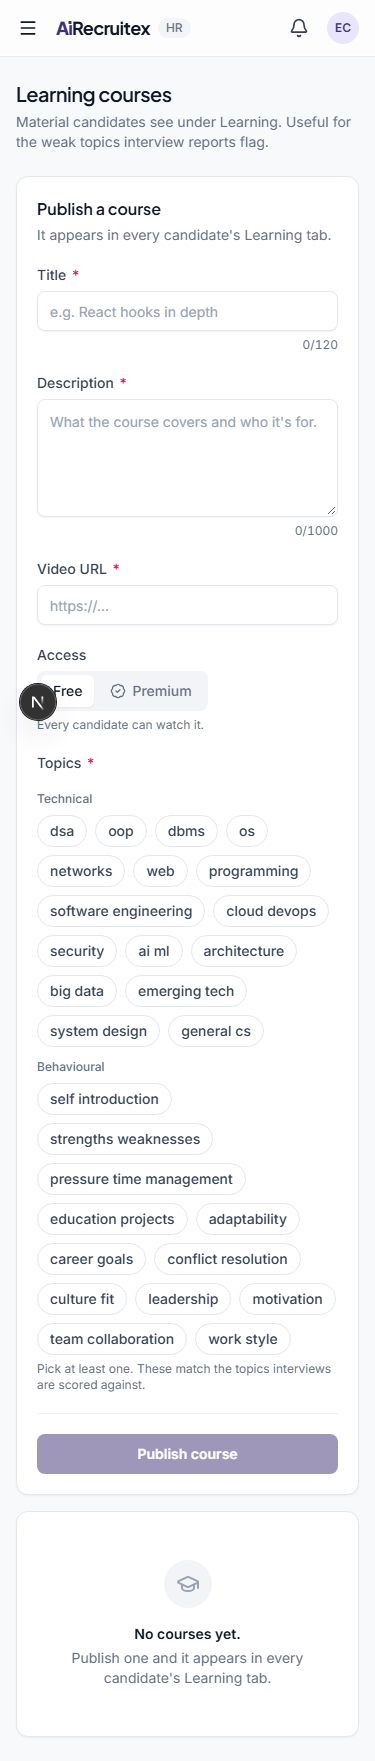 AiRecruitex HR EC
Learning courses
Material candidates see under Learning. Useful for
the weak topics interview reports flag.
Publish a course
It appears in every candidate's Learning tab.
Title *
e.g. React hooks in depth
0/120
Description *
What the course covers and who it's for.
0/1000
Video URL *
https://...
Access
N Free Premium
Every candidate can watch it.
Topics *
Technical
dsa oop dbms os
networks web programming
software engineering cloud devops
security ai ml architecture
big data emerging tech
system design general cs
Behavioural
self introduction
strengths weaknesses
pressure time management
education projects adaptability
career goals conflict resolution
culture fit leadership motivation
team collaboration work style
Pick at least one. These match the topics interviews
are scored against.
Publish course
No courses yet.
Publish one and it appears in every
candidate's Learning tab.